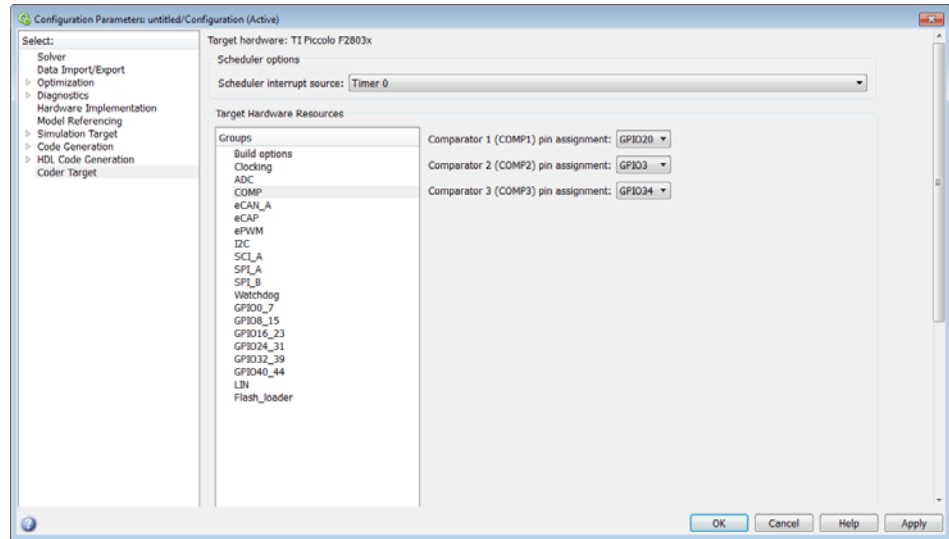 Configuration Parameters: untitled/Configuration (Active)
Select:
Solver
Data Import/Export
Optimization
Diagnostics
Hardware Implementation
Model Referencing
Simulation Target
Code Generation
HDL Code Generation
Coder Target
Target hardware: TI Piccolo F2803x
Scheduler options
Scheduler interrupt source: Timer 0
Target Hardware Resources
Groups
Build options
Clocking
ADC
COMP
eCAN_A
eCAP
ePWM
I2C
SCI_A
SPI_A
SPI_B
Watchdog
GPIO0_7
GPIO8_15
GPIO16_23
GPIO24_31
GPIO32_39
GPIO40_44
LIN
Flash_loader
Comparator 1 (COMP1) pin assignment: GPIO20
Comparator 2 (COMP2) pin assignment: GPIO3
Comparator 3 (COMP3) pin assignment: GPIO34
OK Cancel Help Apply